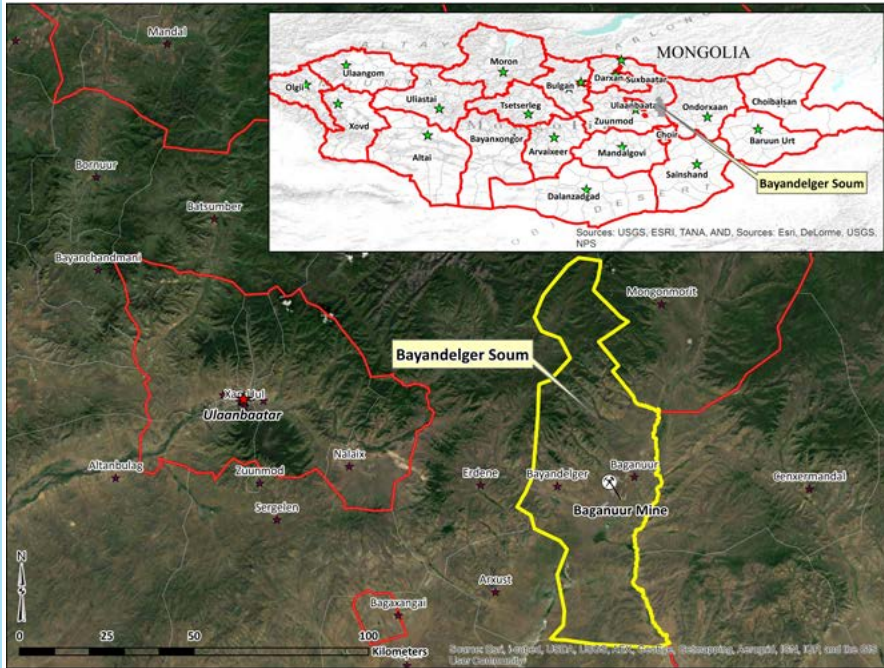 Mandal
Bornuur
Batsumber
Bayanchandmani
MONGOLIA
Olgii
Ulaangom
Xovd
Uliastai
Altai
Moron
Tsetserleg
Bayanxongor
Arvaixeer
Bulgan
Darxan
Suxbaatar
Ulaanbaatar
Zuunmod
Choir
Mandalgovi
Dalanzadgad
Ondorxaan
Choibalsan
Baruun Urt
Sainshand
Bayandelger Soum
Sources: USGS, ESRI, TANA, AND, Sources: Esri, DeLorme, USGS,
NPS
Mongonmorit
Bayandelger Soum
Ulaanbaatar
Altanbulag
Zuunmod
Nalaix
Sergelen
Erdene
Bayandelger
Baganuur
Baganuur Mine
Cenxermandal
Arxust
Bagaxangai
N
0 25 50 100
Kilometers
User Community